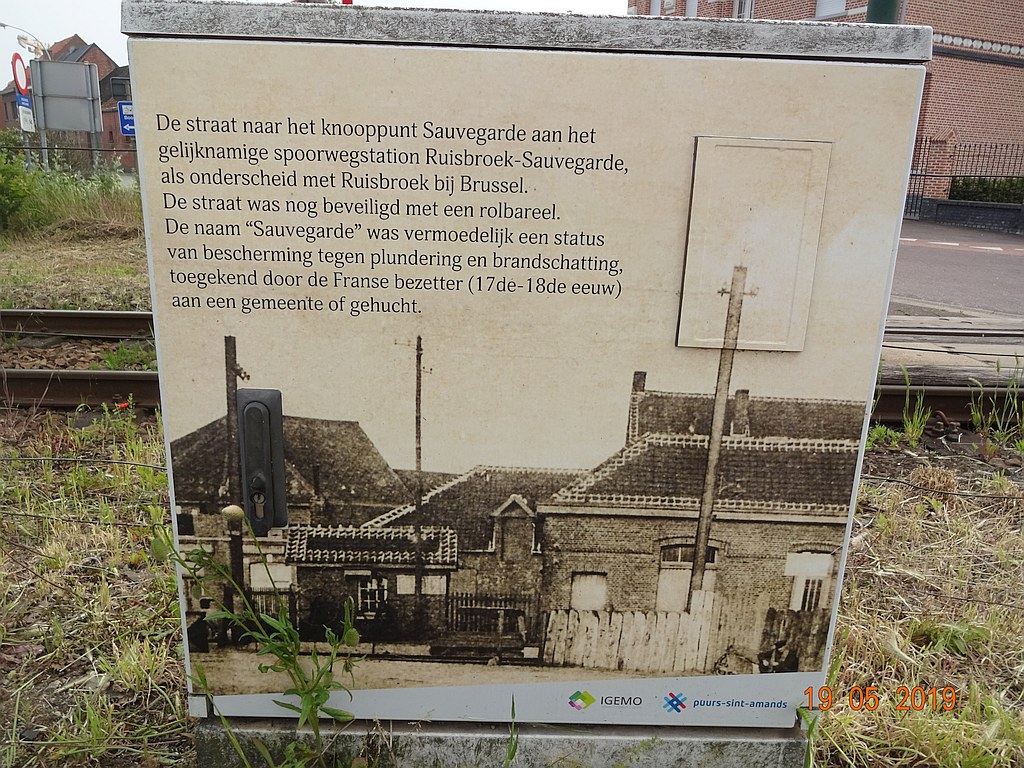 De straat naar het knooppunt Sauvegarde aan het
gelijknamige spoorwegstation Ruisbroek-Sauvegarde,
als onderscheid met Ruisbroek bij Brussel.
De straat was nog beveiligd met een rolbareel.
De naam “Sauvegarde” was vermoedelijk een status
van bescherming tegen plundering en brandschatting,
toegekend door de Franse bezetter (17de-18de eeuw)
aan een gemeente of gehucht.
IGEMO
puurs-sint-amands
19 05 2019